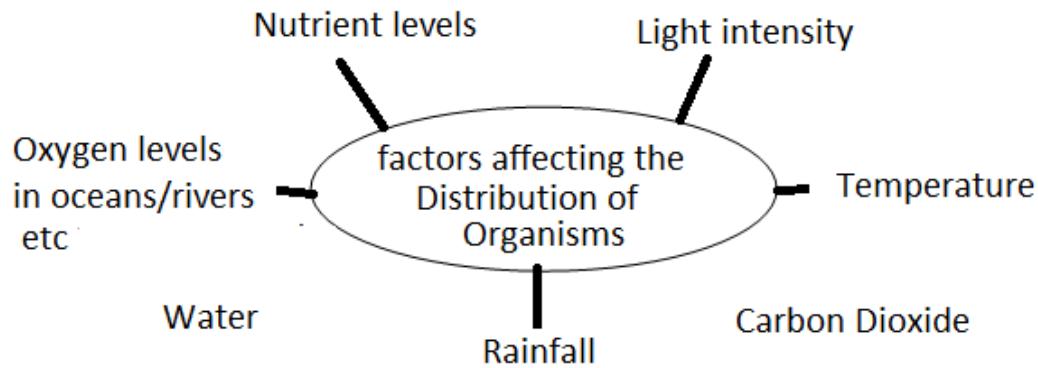 Nutrient levels
Light intensity
Oxygen levels
in oceans/rivers
etc
factors affecting the
Distribution of
Organisms
Temperature
Water
Rainfall
Carbon Dioxide